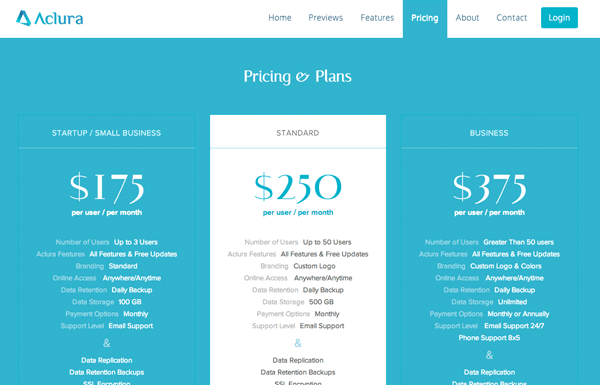 Aclura
Home Previews Features Pricing About Contact Login
Pricing & Plans
STARTUP / SMALL BUSINESS
$175
per user / per month
Number of Users Up to 3 Users
Aclura Features All Features & Free Updates
Branding Standard
Online Access Anywhere/Anytime
Data Retention Daily Backup
Data Storage 100 GB
Payment Options Monthly
Support Level Email Support
&
Data Replication
Data Retention Backups
SSL Encryption
STANDARD
$250
per user / per month
Number of Users Up to 50 Users
Aclura Features All Features & Free Updates
Branding Custom Logo
Online Access Anywhere/Anytime
Data Retention Daily Backup
Data Storage 500 GB
Payment Options Monthly
Support Level Email Support
&
Data Replication
Data Retention Backups
SSL Encryption
BUSINESS
$375
per user / per month
Number of Users Greater Than 50 users
Aclura Features All Features & Free Updates
Branding Custom Logo & Colors
Online Access Anywhere/Anytime
Data Retention Daily Backup
Data Storage Unlimited
Payment Options Monthly or Annually
Support Level Email Support 24/7
Phone Support 8x5
&
Data Replication
Data Retention Backups